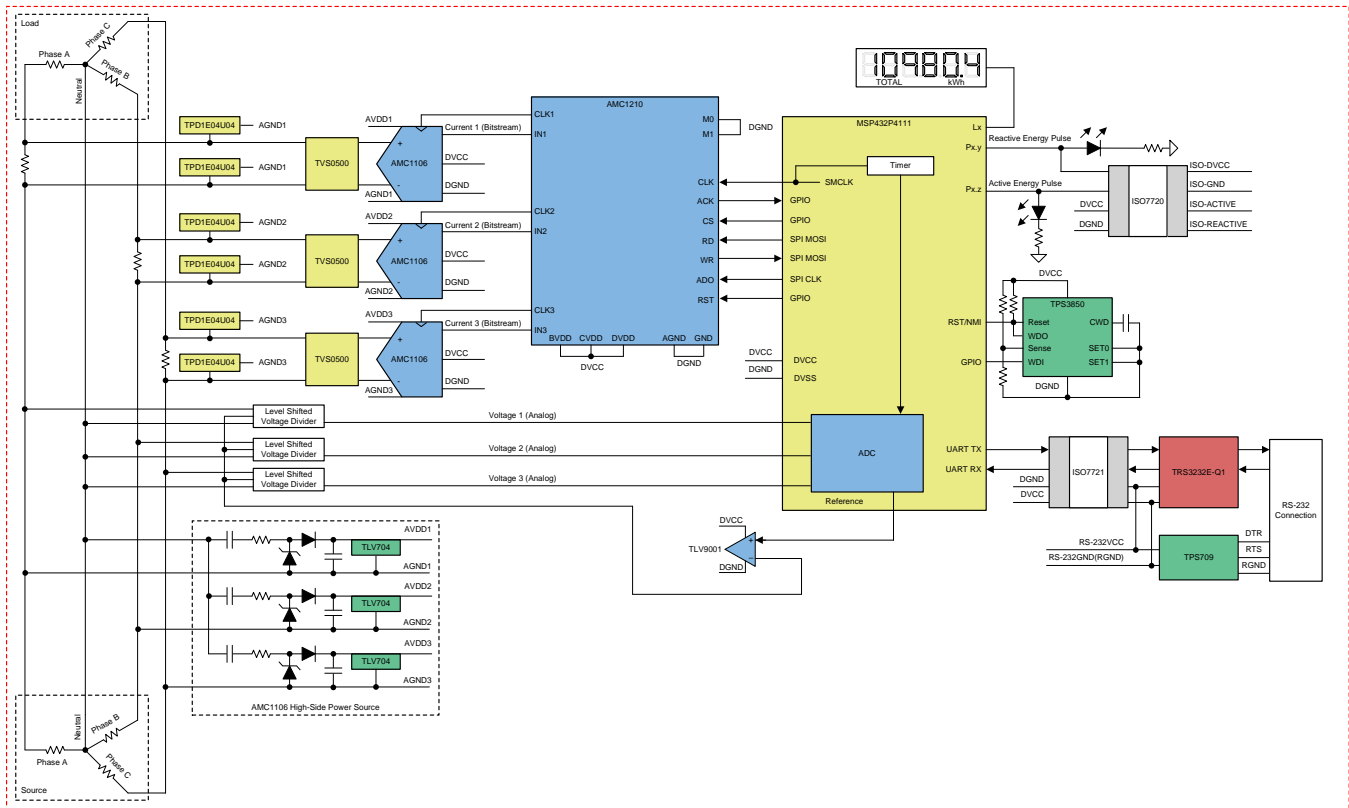 Load
Phase A
Phase C
Phase B
Neutral
10980.4
TOTAL
kWh
TPD1E04U04
AGND1
TPD1E04U04
AGND1
TVS0500
AVDD1
+
AMC1106
-
AGND1
Current 1 (Bitstream)
DVCC
DGND
TPD1E04U04
AGND2
TPD1E04U04
AGND2
TVS0500
AVDD2
+
AMC1106
-
AGND2
Current 2 (Bitstream)
DVCC
DGND
TPD1E04U04
AGND3
TPD1E04U04
AGND3
TVS0500
AVDD3
+
AMC1106
-
AGND3
Current 3 (Bitstream)
DVCC
DGND
AMC1210
CLK1
IN1
CLK2
IN2
CLK3
IN3
M0
M1
DGND
CLK
ACK
CS
RD
WR
ADO
RST
BVDD
CVDD
DVDD
AGND
GND
DVCC
DGND
MSP432P4111
Timer
SMCLK
GPIO
GPIO
SPI MOSI
SPI MOSI
SPI CLK
GPIO
DVCC
DVCC
DGND
DVSS
Lx
Px.y
Px.z
RST/NMI
GPIO
UART TX
UART RX
ADC
Reference
Reactive Energy Pulse
Active Energy Pulse
DVCC
DGND
ISO7720
ISO-DVCC
ISO-GND
ISO-ACTIVE
ISO-REACTIVE
DVCC
TPS3850
Reset
WDO
Sense
WDI
CWD
SET0
SET1
DGND
Level Shifted
Voltage Divider
Voltage 1 (Analog)
Level Shifted
Voltage Divider
Voltage 2 (Analog)
Level Shifted
Voltage Divider
Voltage 3 (Analog)
DVCC
TLV9001
+
−
DGND
DGND
DVCC
ISO7721
TRS3232E-Q1
RS-232
Connection
RS-232VCC
RS-232GND(RGND)
TPS709
DTR
RTS
RGND
AVDD1
TLV704
AGND1
AVDD2
TLV704
AGND2
AVDD3
TLV704
AGND3
AMC1106 High-Side Power Source
Neutral
Phase B
Phase A
Phase C
Source